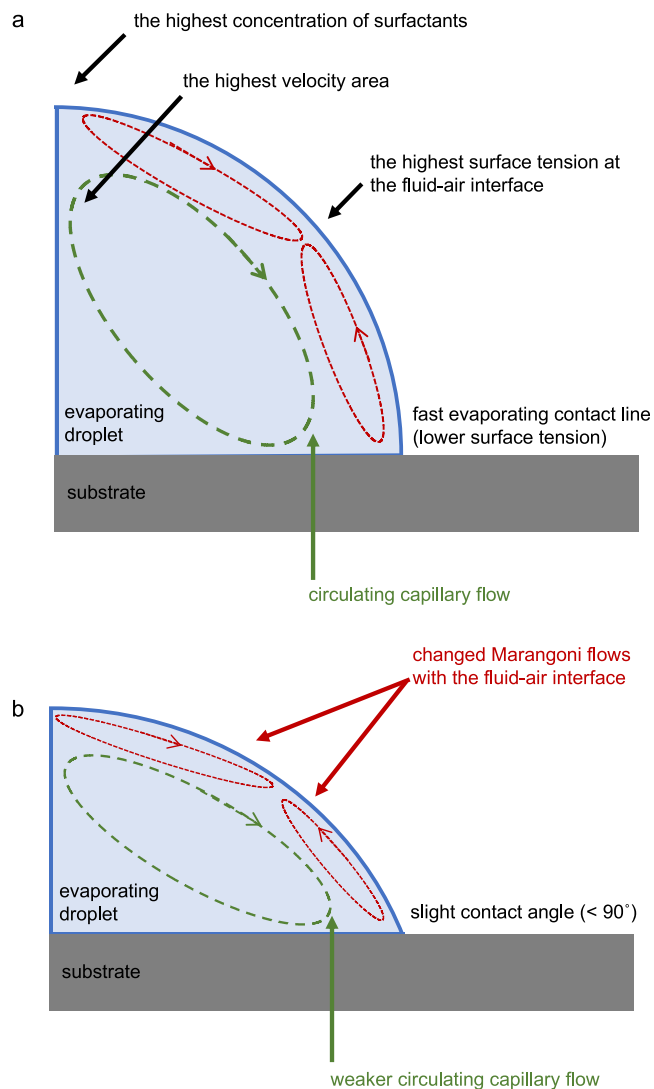 a
the highest concentration of surfactants
the highest velocity area
the highest surface tension at
the fluid-air interface
evaporating
droplet
fast evaporating contact line
(lower surface tension)
substrate
circulating capillary flow
changed Marangoni flows
with the fluid-air interface
b
evaporating
droplet
slight contact angle (< 90˚)
substrate
weaker circulating capillary flow